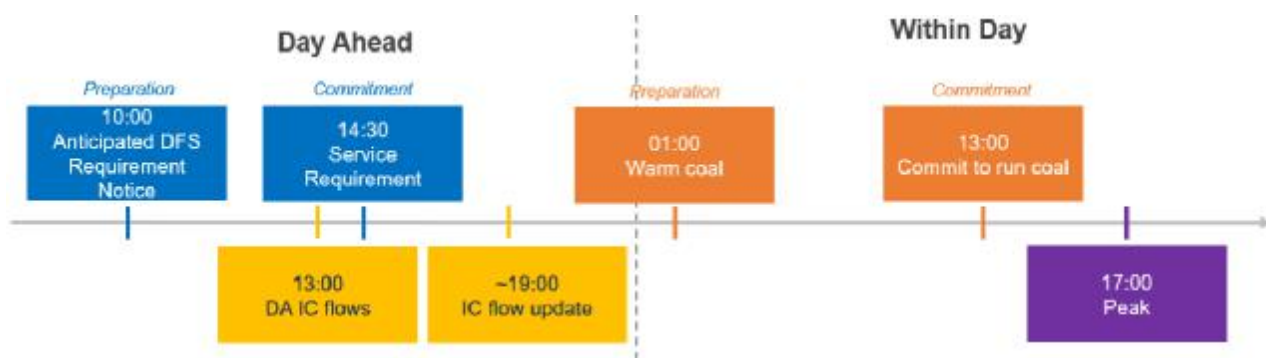 Day Ahead
Within Day
Preparation
10:00
Anticipated DFS
Requirement
Notice
Commitment
14:30
Service
Requirement
Preparation
01:00
Warm coal
Commitment
13:00
Commit to run coal
13:00
DA IC flows
~19:00
IC flow update
17:00
Peak